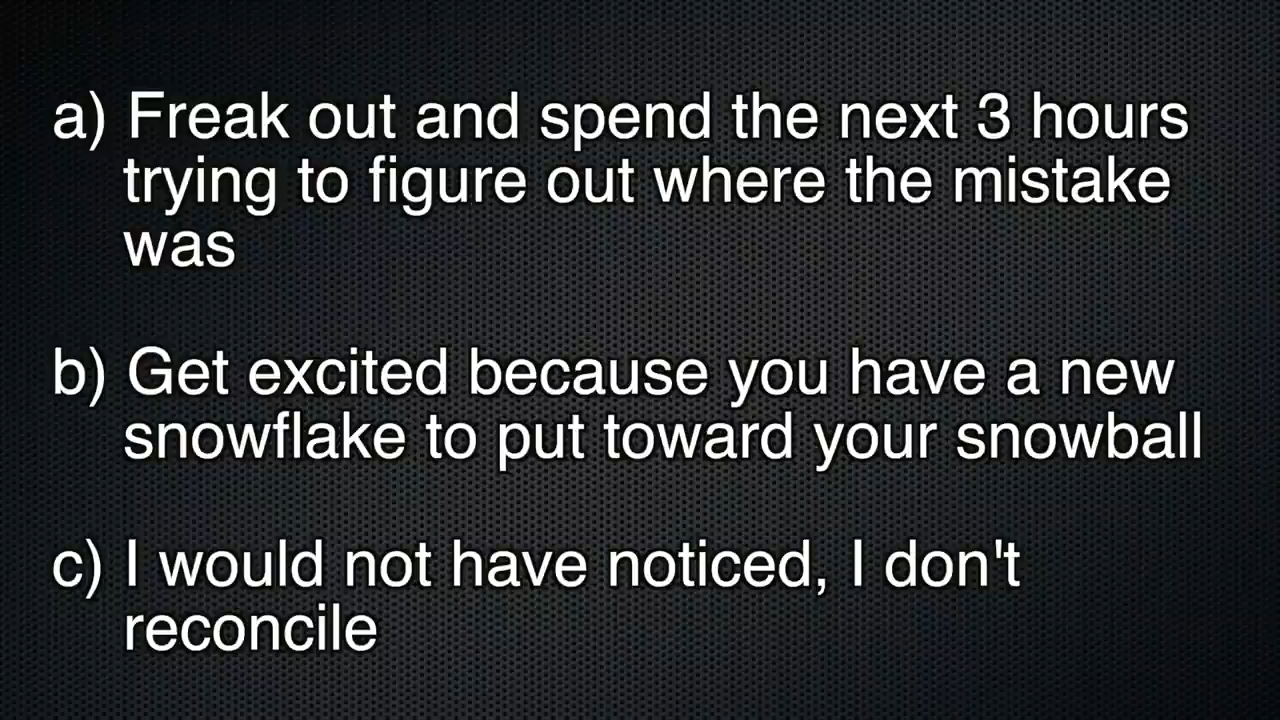 a) Freak out and spend the next 3 hours
trying to figure out where the mistake
was
b) Get excited because you have a new
snowflake to put toward your snowball
c) I would not have noticed, I don't
reconcile